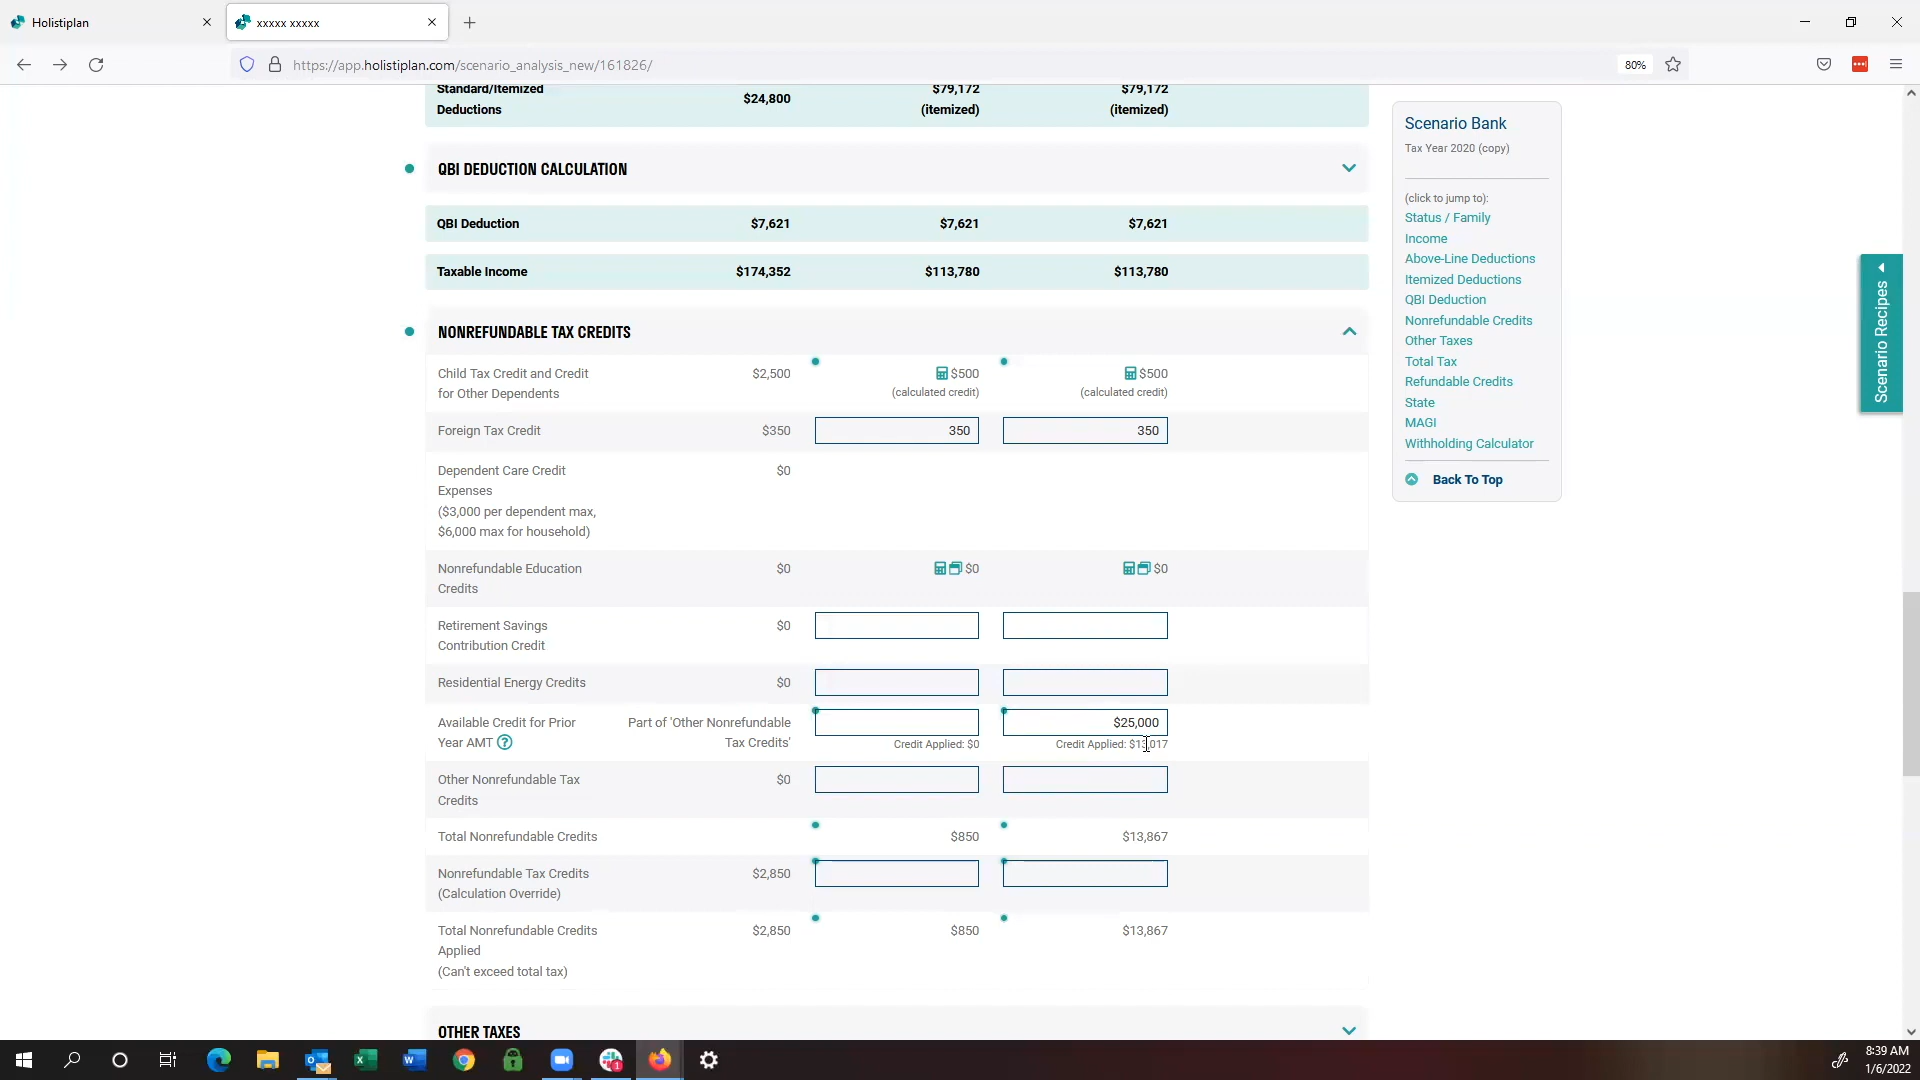 Holistiplan
xxxxx xxxxx
https://app.holistiplan.com/scenario_analysis_new/161826/
80%
Standard/Itemized Deductions $24,800 $79,172 (itemized) $79,172 (itemized)
QBI DEDUCTION CALCULATION
QBI Deduction $7,621 $7,621 $7,621
Taxable Income $174,352 $113,780 $113,780
NONREFUNDABLE TAX CREDITS
Child Tax Credit and Credit $2,500 $500 $500
for Other Dependents (calculated credit) (calculated credit)
Foreign Tax Credit $350 350 350
Dependent Care Credit $0
Expenses
($3,000 per dependent max,
$6,000 max for household)
Nonrefundable Education $0 $0 $0
Credits
Retirement Savings $0
Contribution Credit
Residential Energy Credits $0
Available Credit for Prior Part of 'Other Nonrefundable $25,000
Year AMT ? Tax Credits' Credit Applied: $0 Credit Applied: $13,017
Other Nonrefundable Tax $0
Credits
Total Nonrefundable Credits $850 $13,867
Nonrefundable Tax Credits $2,850
(Calculation Override)
Total Nonrefundable Credits $2,850 $850 $13,867
Applied
(Can't exceed total tax)
OTHER TAXES
Scenario Bank
Tax Year 2020 (copy)
(click to jump to):
Status / Family
Income
Above-Line Deductions
Itemized Deductions
QBI Deduction
Nonrefundable Credits
Other Taxes
Total Tax
Refundable Credits
State
MAGI
Withholding Calculator
Back To Top
Scenario Recipes
8:39 AM
1/6/2022